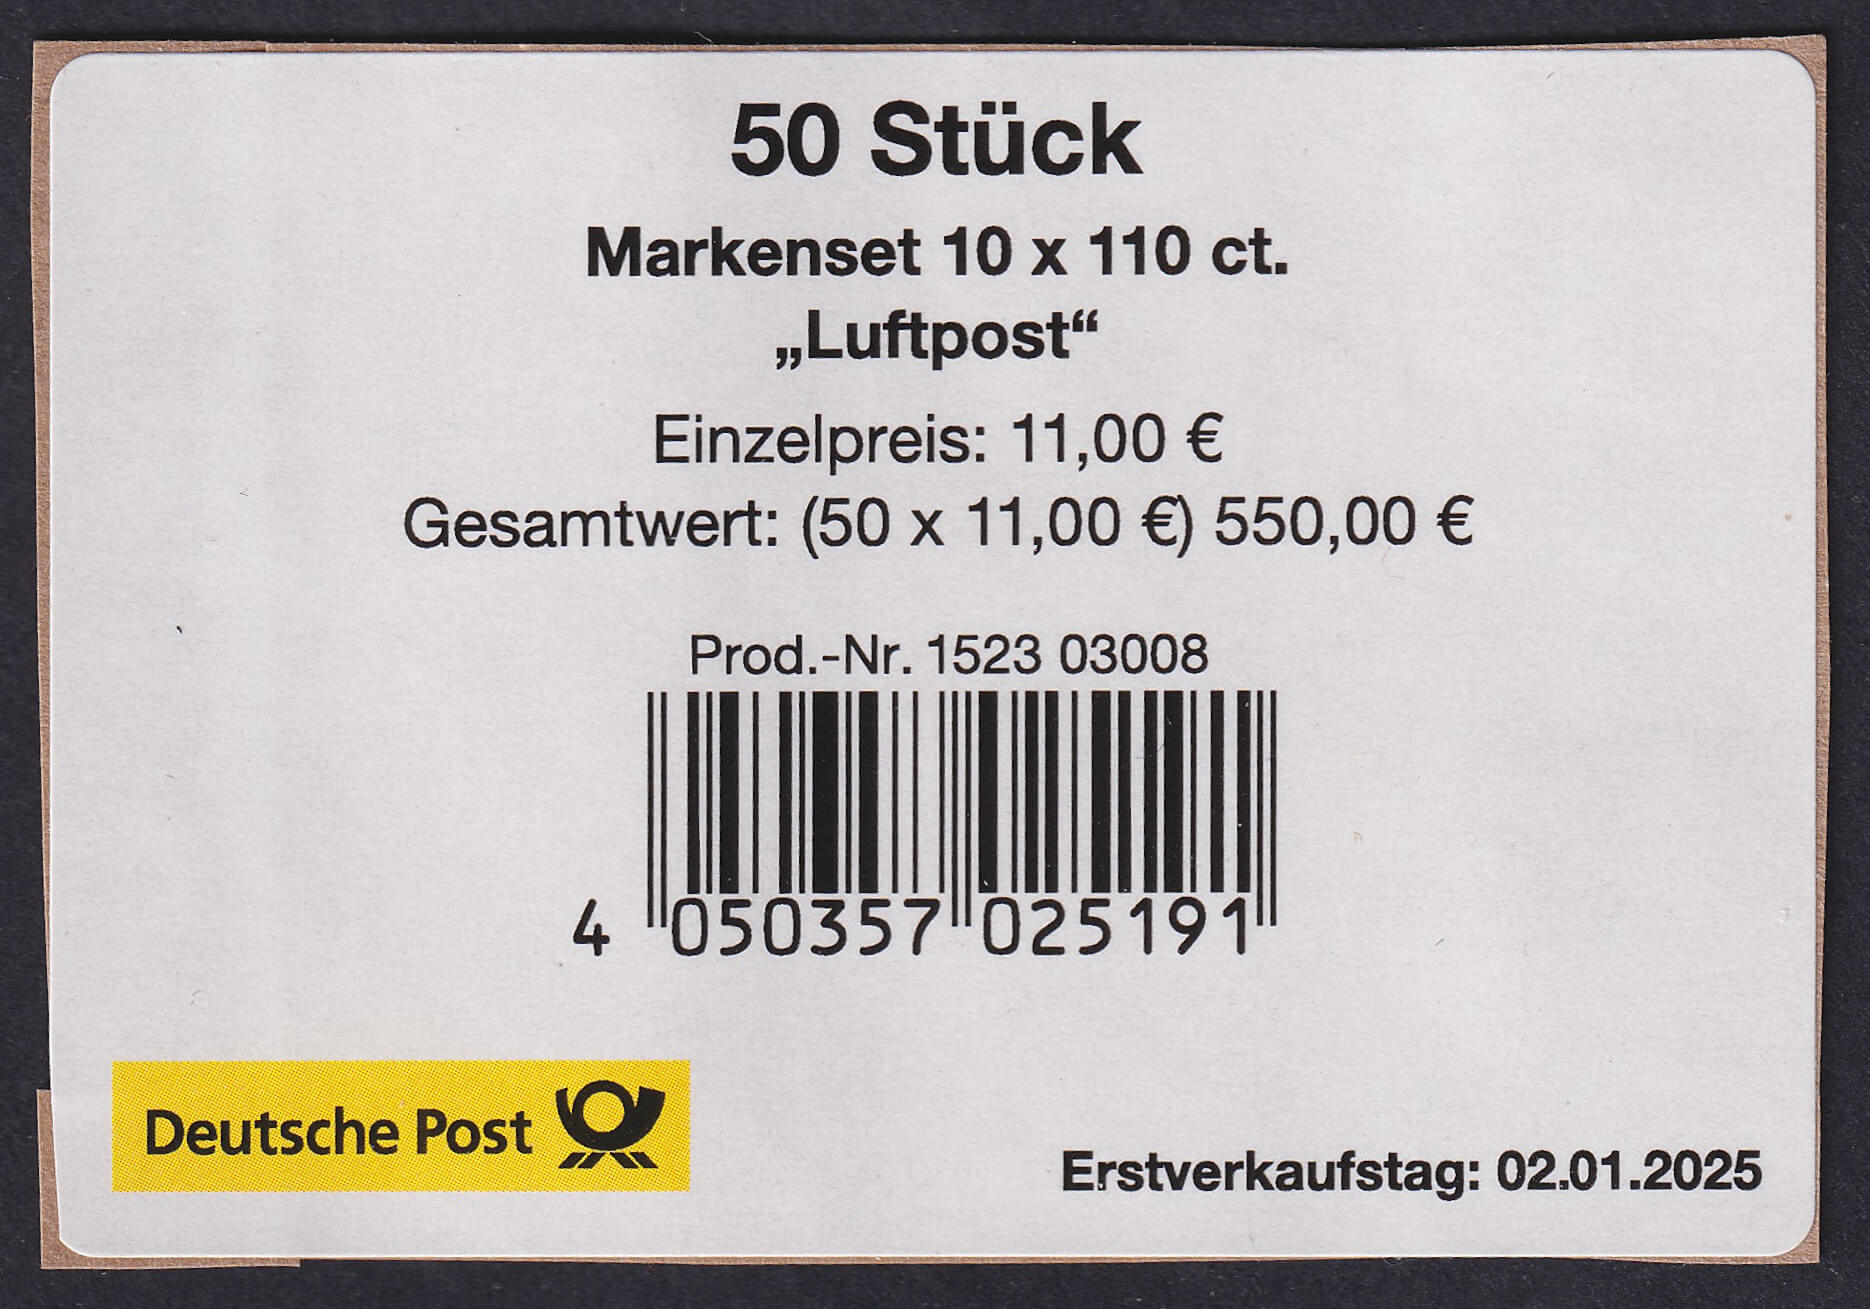 50 Stück
Markenset 10 x 110 ct.
„Luftpost“
Einzelpreis: 11,00 €
Gesamtwert: (50 x 11,00 €) 550,00 €
Prod.-Nr. 1523 03008
4 050357 025191
Deutsche Post
Erstverkaufstag: 02.01.2025